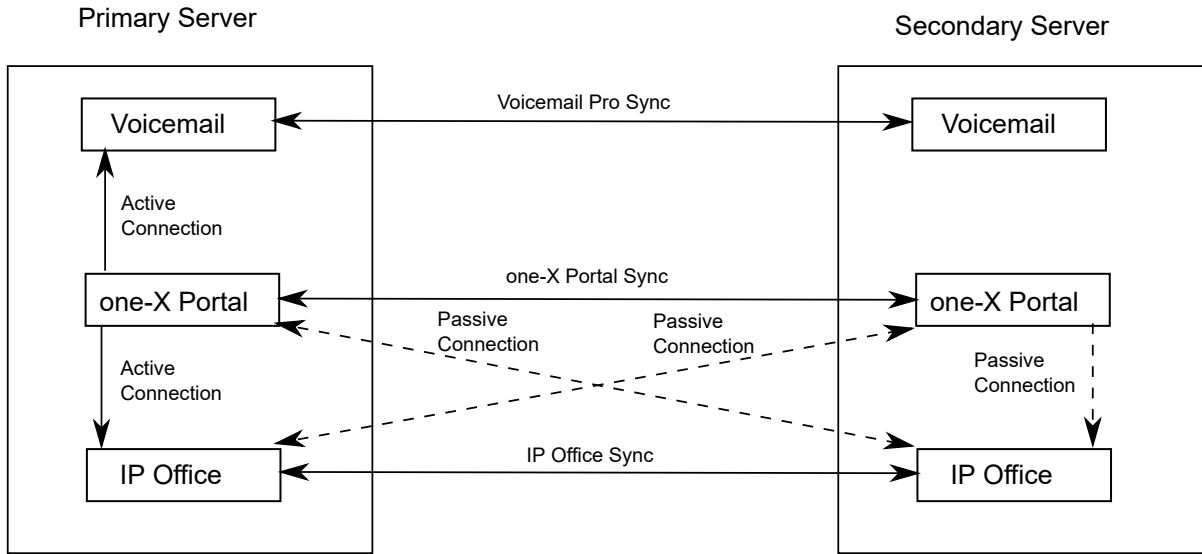 Primary Server
Secondary Server
Voicemail
Voicemail Pro Sync
Voicemail
Active
Connection
one-X Portal
one-X Portal Sync
one-X Portal
Passive
Connection
Passive
Connection
Active
Connection
Passive
Connection
IP Office
IP Office Sync
IP Office